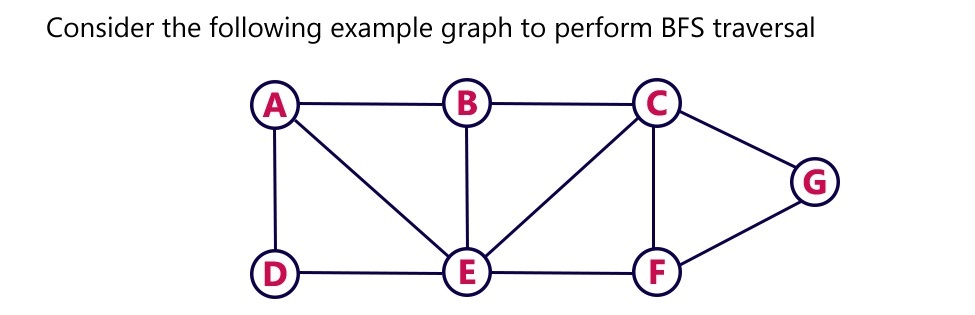 Consider the following example graph to perform BFS traversal
A B C
G
D E F